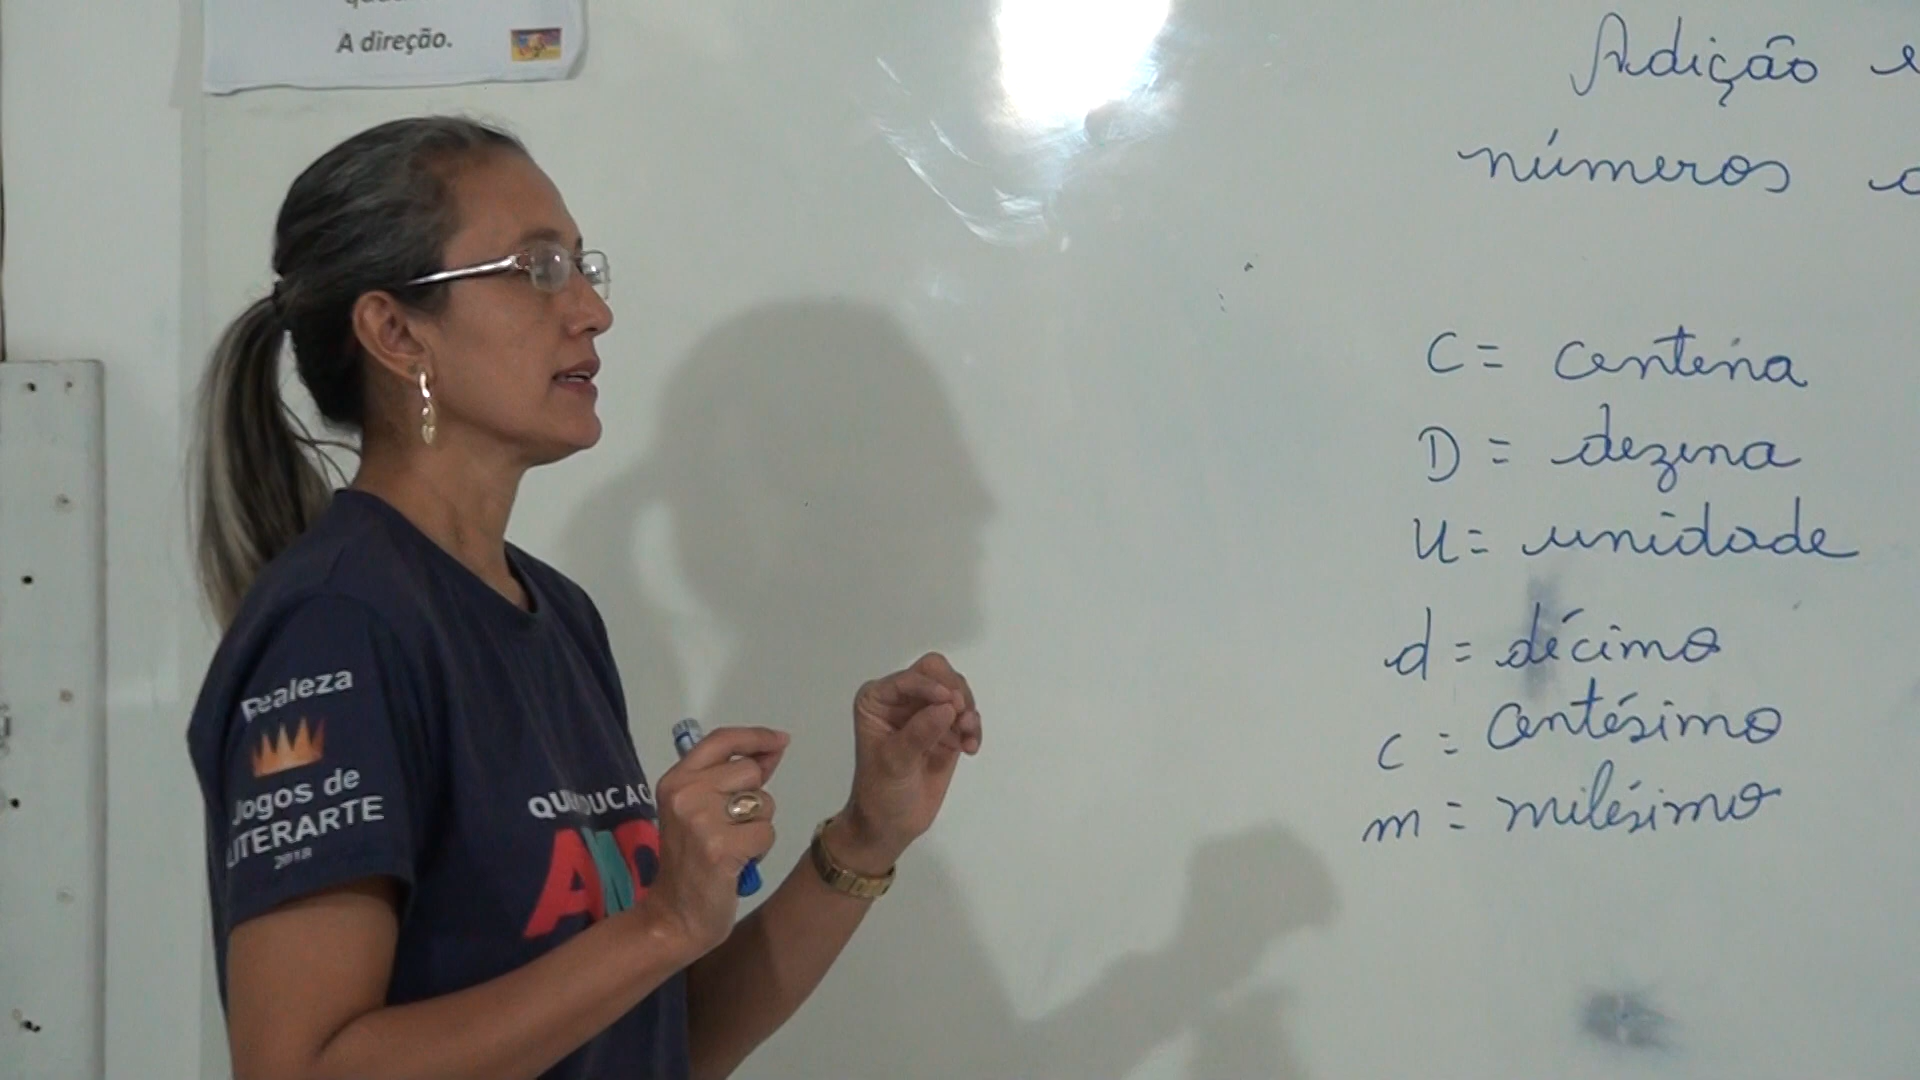 A direção.
Adição e
números
C = centena
D = dezena
U = unidade
d = décimo
c = centésimo
m = milésimo
Realeza
Jogos de
LITERARTE
2018